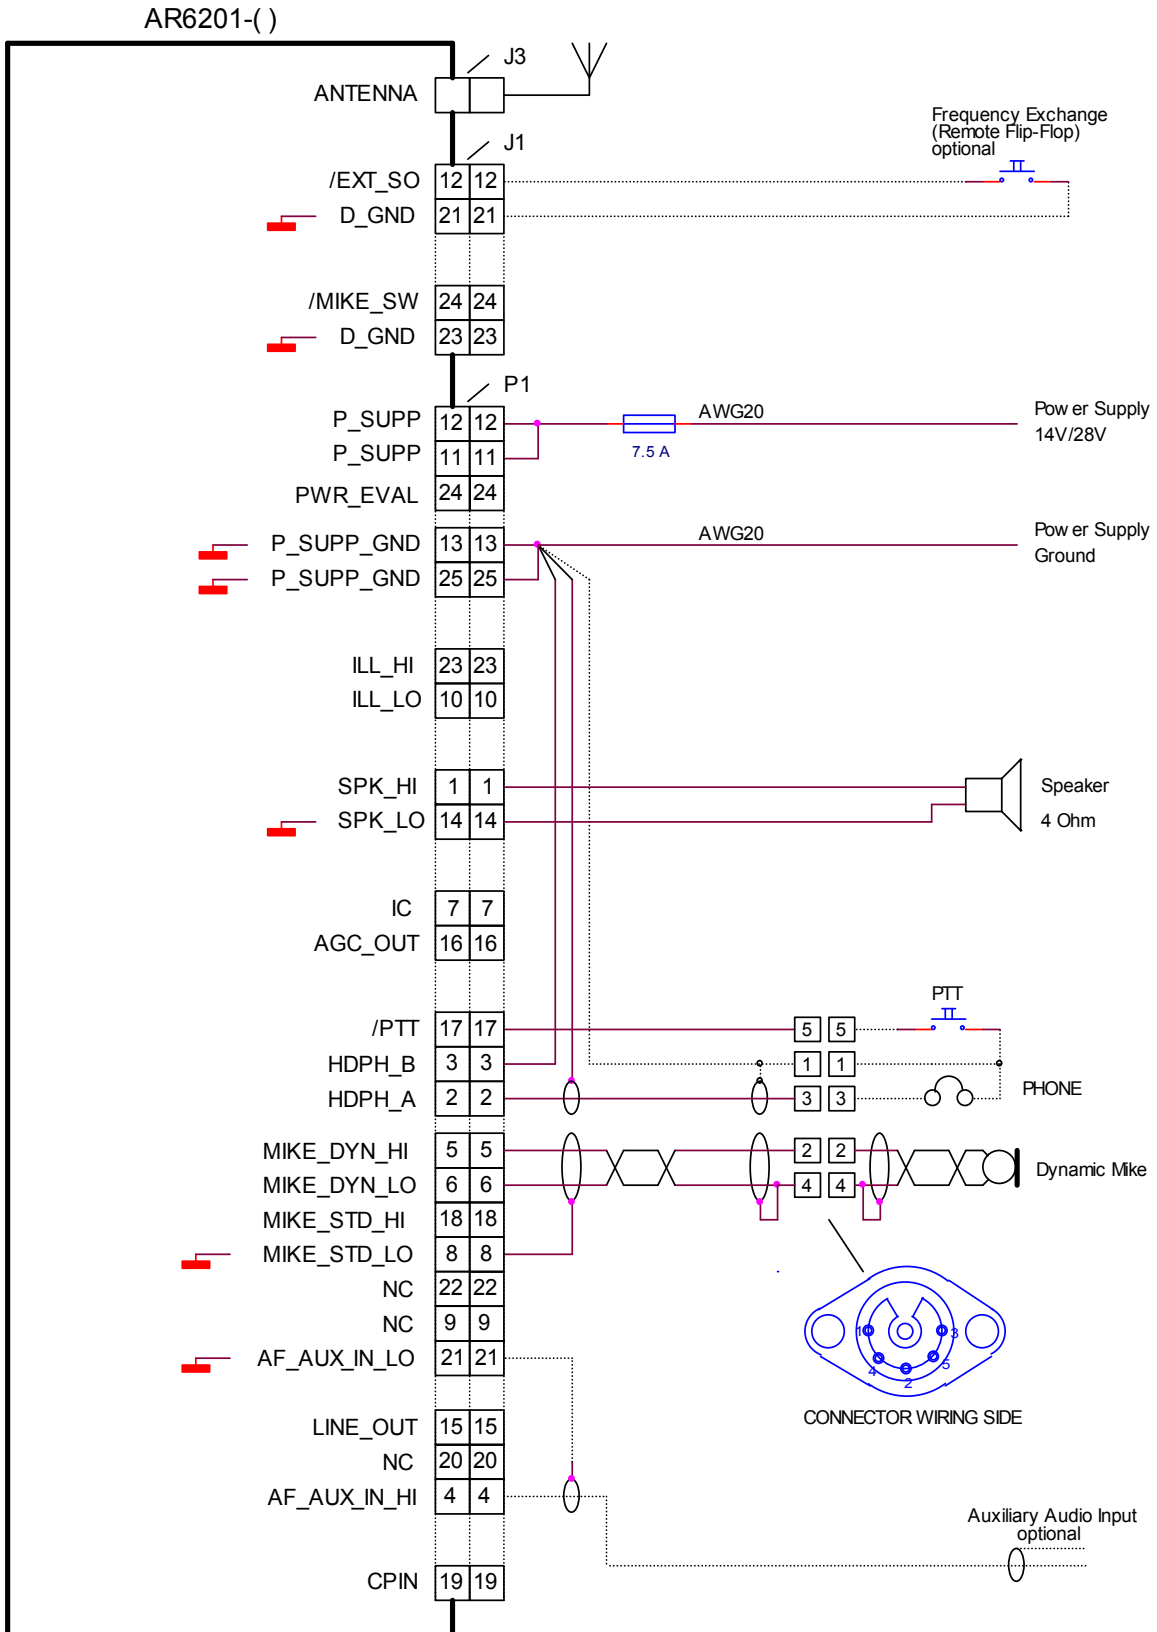 AR6201-( )
J3
ANTENNA
Frequency Exchange
(Remote Flip-Flop)
optional
J1
/EXT_SO 12 12
D_GND 21 21
/MIKE_SW 24 24
D_GND 23 23
P1
P_SUPP 12 12 AWG20 Power Supply
7.5 A 14V/28V
P_SUPP 11 11
PWR_EVAL 24 24
P_SUPP_GND 13 13 AWG20 Power Supply
Ground
P_SUPP_GND 25 25
ILL_HI 23 23
ILL_LO 10 10
SPK_HI 1 1 Speaker
SPK_LO 14 14 4 Ohm
IC 7 7
AGC_OUT 16 16
PTT
/PTT 17 17 5 5
HDPH_B 3 3 1 1
HDPH_A 2 2 3 3 PHONE
MIKE_DYN_HI 5 5 2 2
Dynamic Mike
MIKE_DYN_LO 6 6 4 4
MIKE_STD_HI 18 18
MIKE_STD_LO 8 8
NC 22 22
NC 9 9
1 3
4 5
2
AF_AUX_IN_LO 21 21
CONNECTOR WIRING SIDE
LINE_OUT 15 15
NC 20 20
AF_AUX_IN_HI 4 4
Auxiliary Audio Input
optional
CPIN 19 19